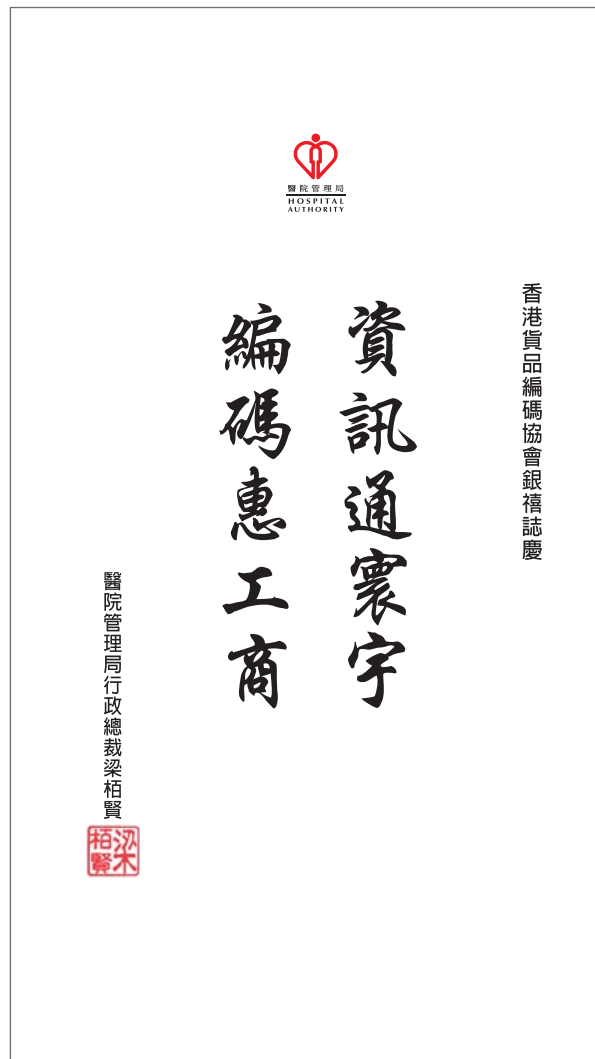 醫院管理局
HOSPITAL
AUTHORITY
香港貨品編碼協會銀禧誌慶
資訊通寰宇
編碼惠工商
醫院管理局行政總裁梁栢賢
梁栢賢